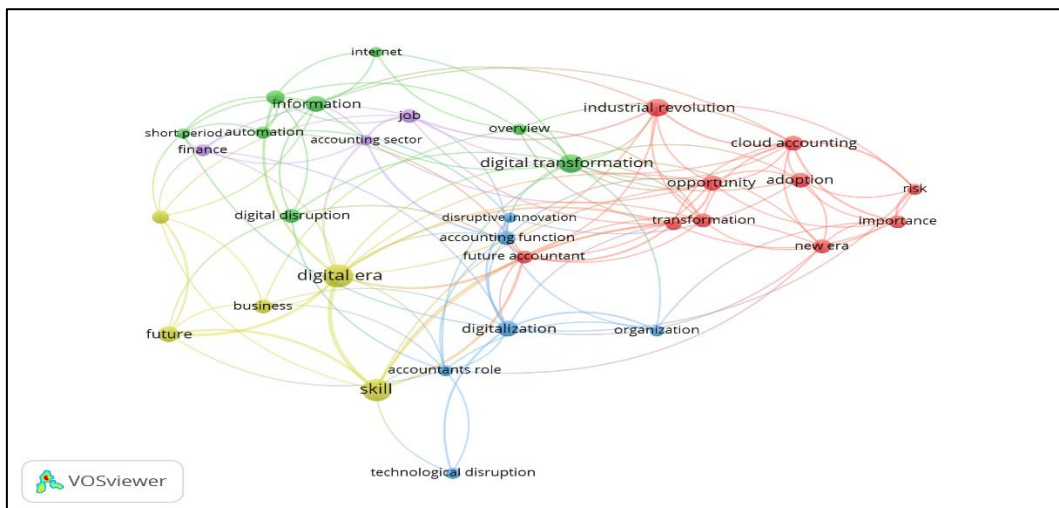 internet
information
industrial revolution
job
short period
automation
overview
accounting sector
cloud accounting
finance
digital transformation
opportunity
adoption
risk
digital disruption
disruptive innovation
transformation
importance
accounting function
new era
future accountant
digital era
business
future
digitalization
organization
accountants role
skill
technological disruption
VOSviewer